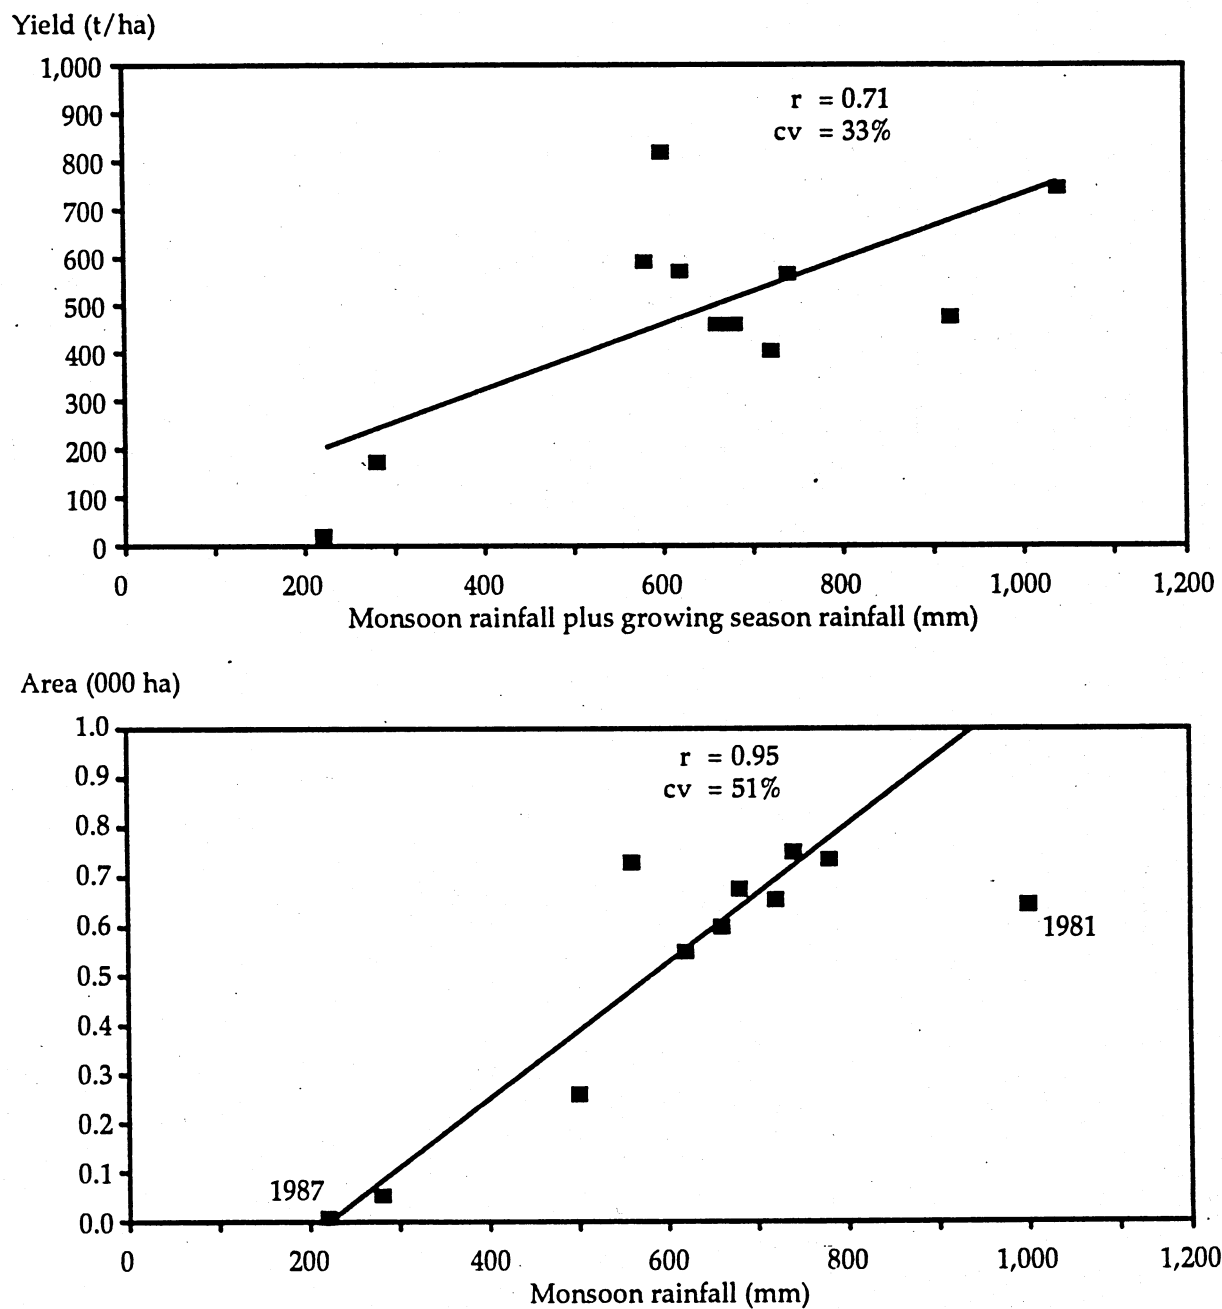 Yield (t/ha)
1,000
900
800
700
600
500
400
300
200
100
0
r = 0.71
cv = 33%
0 200 400 600 800 1,000 1,200
Monsoon rainfall plus growing season rainfall (mm)
Area (000 ha)
1.0
0.9
0.8
0.7
0.6
0.5
0.4
0.3
0.2
0.1
0.0
r = 0.95
cv = 51%
1981
1987
0 200 400 600 800 1,000 1,200
Monsoon rainfall (mm)